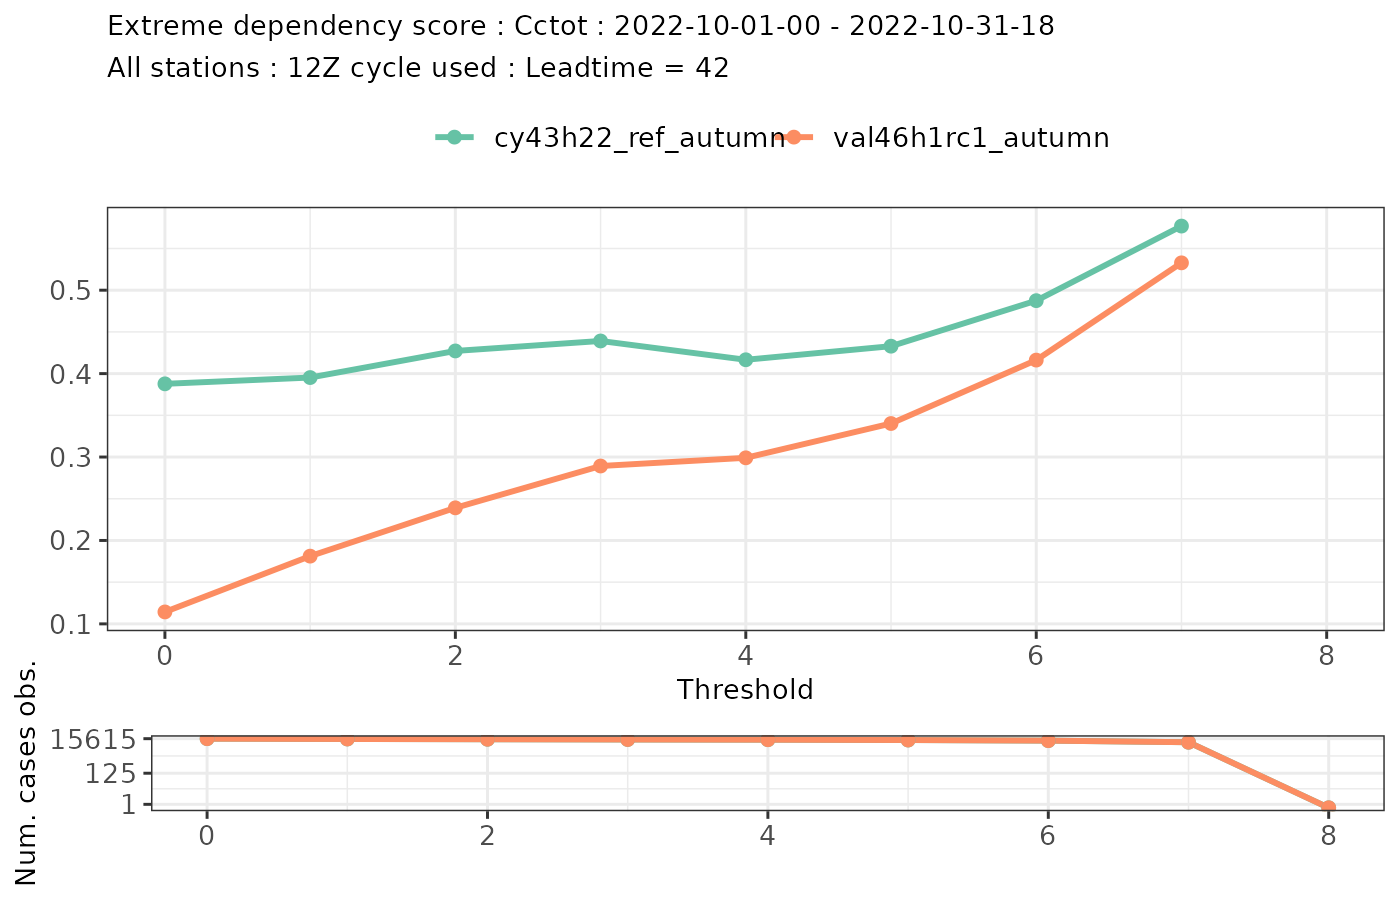 Extreme dependency score : Cctot : 2022-10-01-00 - 2022-10-31-18
All stations : 12Z cycle used : Leadtime = 42
cy43h22_ref_autumn val46h1rc1_autumn
0.5
0.4
0.3
0.2
0.1
0 2 4 6 8
Threshold
Num. cases obs.
15615
125
1
0 2 4 6 8